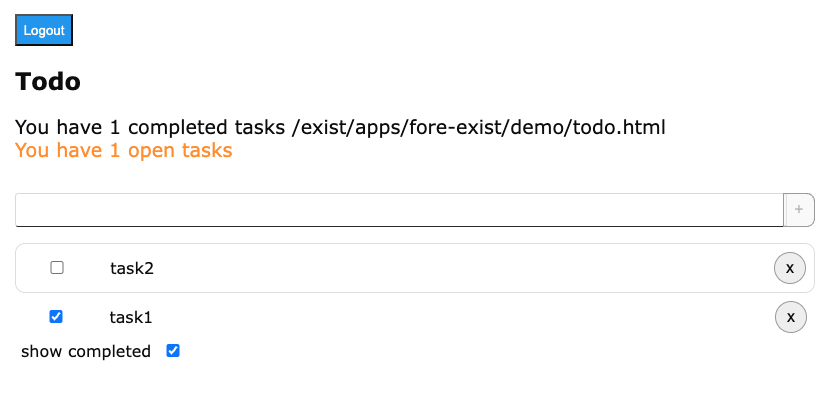 Logout
Todo
You have 1 completed tasks /exist/apps/fore-exist/demo/todo.html
You have 1 open tasks
+
task2 x
task1 x
show completed